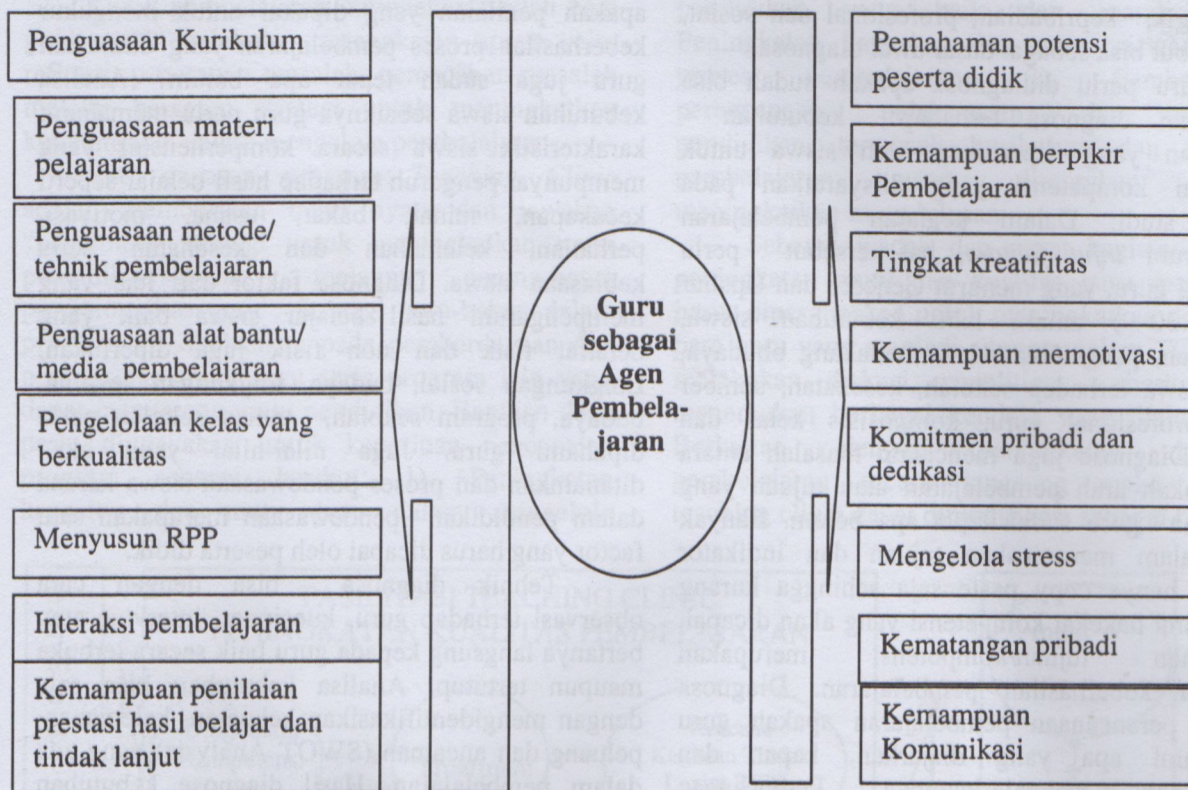 Penguasaan Kurikulum
Penguasaan materi
pelajaran
Penguasaan metode/
tehnik pembelajaran
Penguasaan alat bantu/
media pembelajaran
Pengelolaan kelas yang
berkualitas
Menyusun RPP
Interaksi pembelajaran
Kemampuan penilaian
prestasi hasil belajar dan
tindak lanjut
Guru
sebagai
Agen
Pembela-
jaran
Pemahaman potensi
peserta didik
Kemampuan berpikir
Pembelajaran
Tingkat kreatifitas
Kemampuan memotivasi
Komitmen pribadi dan
dedikasi
Mengelola stress
Kematangan pribadi
Kemampuan
Komunikasi